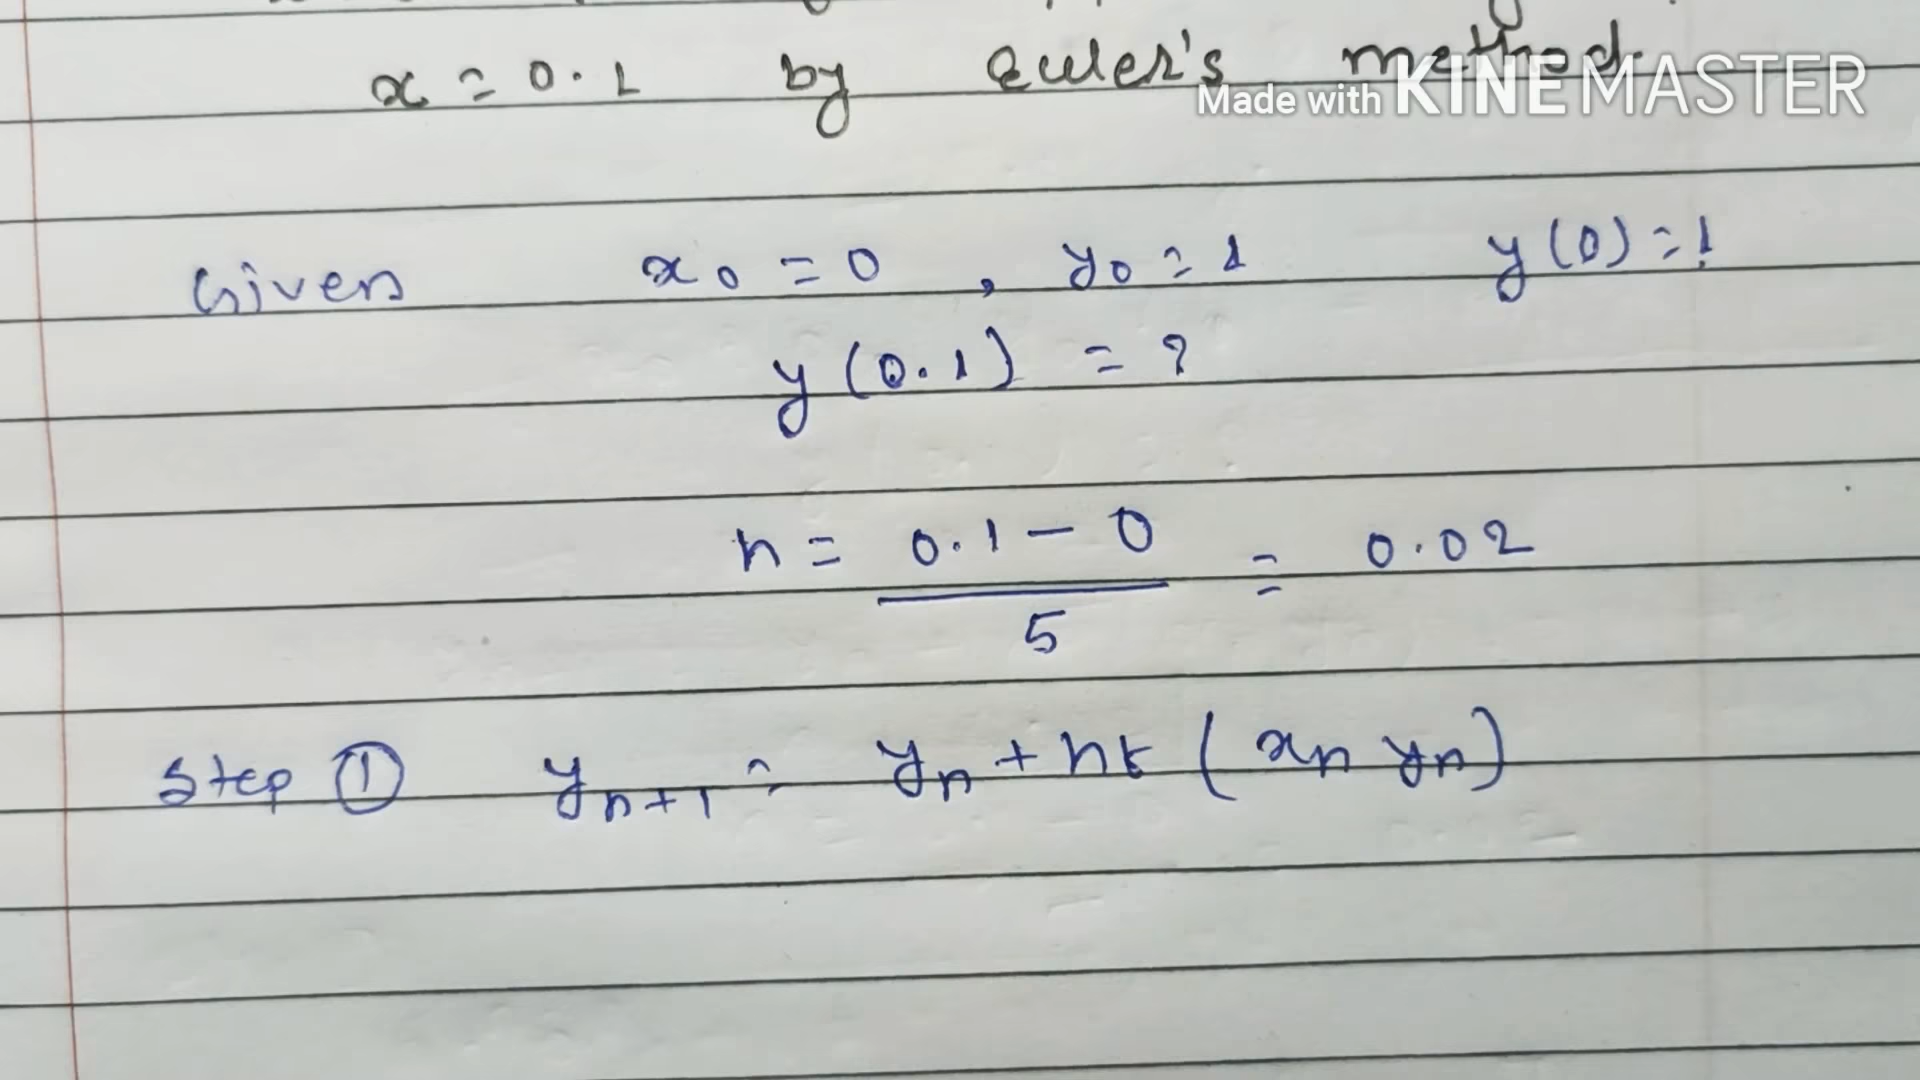 x = 0.1 by Euler's method.
Made with KINEMASTER
Given x0 = 0 , y0 = 1 y(0) = 1
y(0.1) = ?
h = 0.1 - 0 / 5 = 0.02
Step ① yn+1 = yn + hf (xn yn)